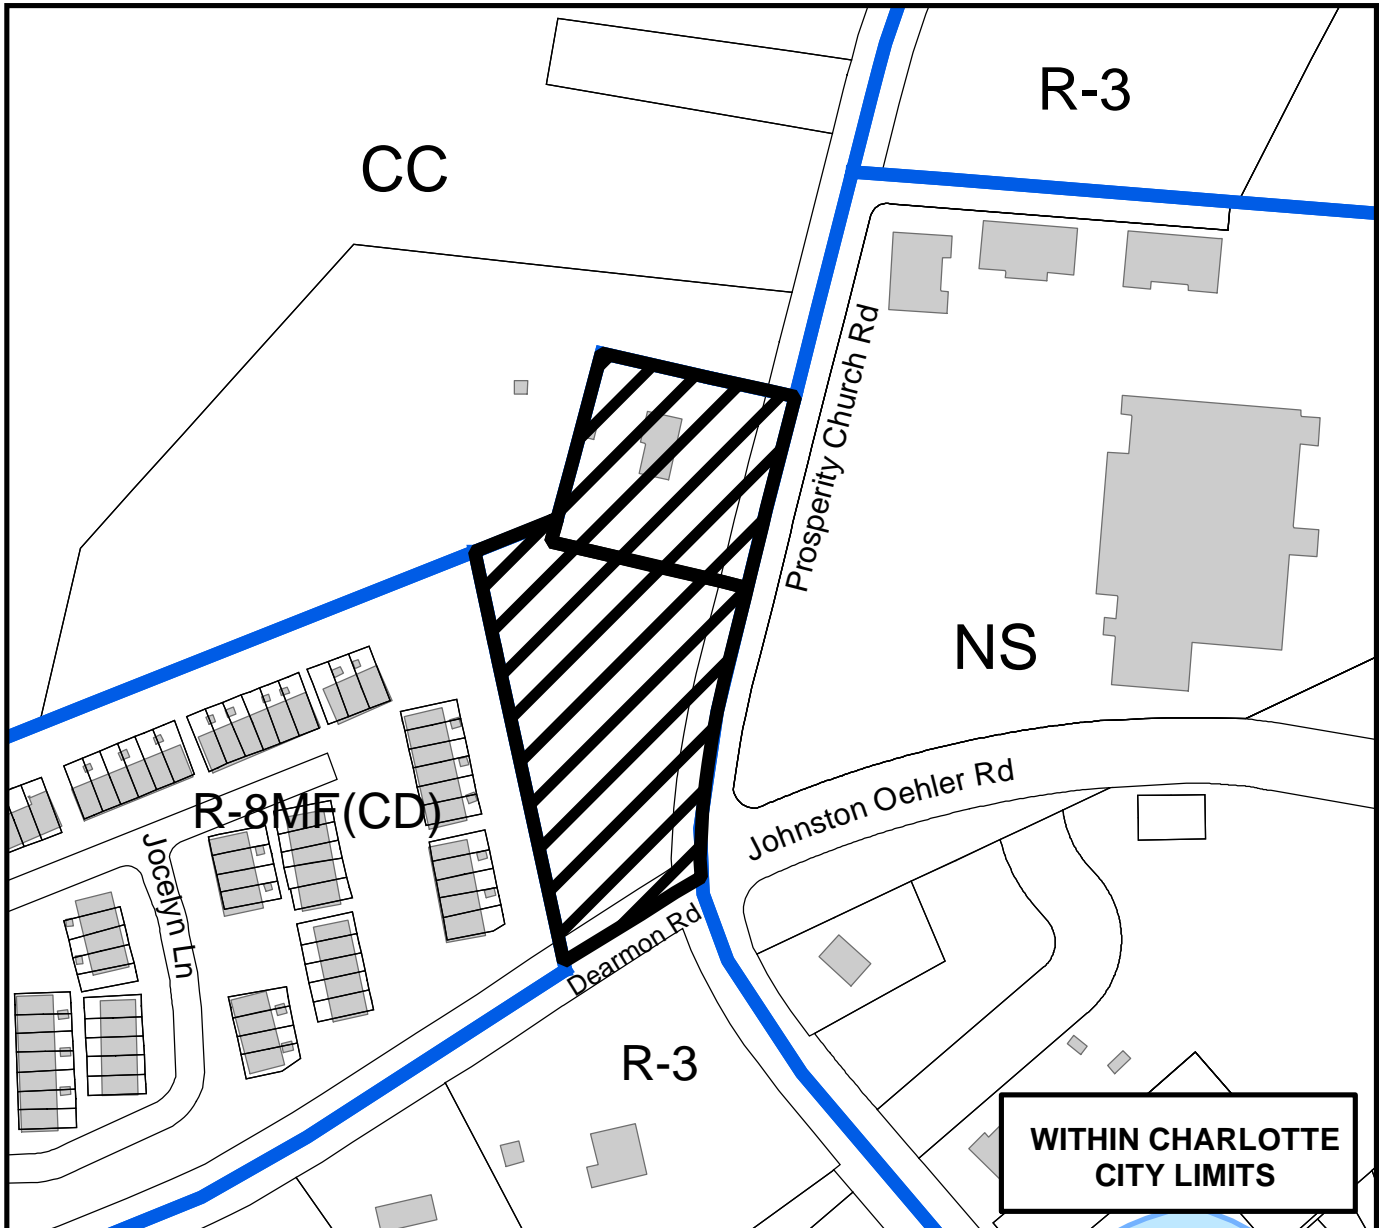 R-3
CC
Prosperity Church Rd
NS
Johnston Oehler Rd
R-8MF(CD)
Jocelyn Ln
Dearmon Rd
R-3
WITHIN CHARLOTTE
CITY LIMITS